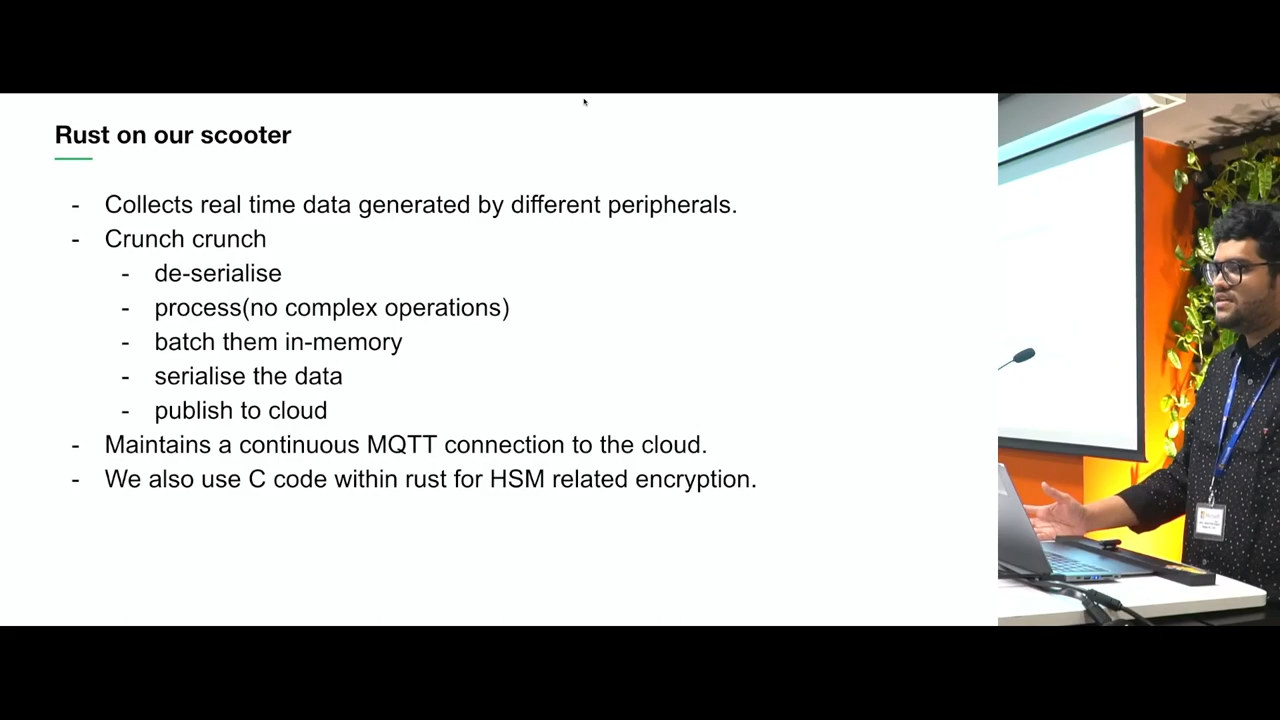 Rust on our scooter
- Collects real time data generated by different peripherals.
- Crunch crunch
- de-serialise
- process(no complex operations)
- batch them in-memory
- serialise the data
- publish to cloud
- Maintains a continuous MQTT connection to the cloud.
- We also use C code within rust for HSM related encryption.